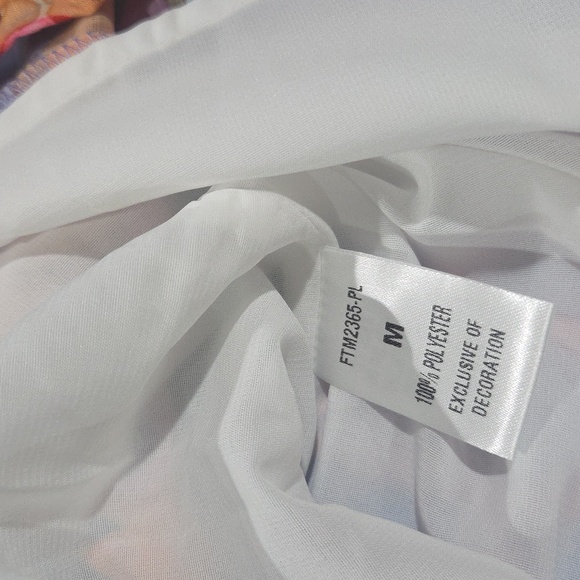 FTM2365-PL
M
100% POLYESTER
EXCLUSIVE OF
DECORATION